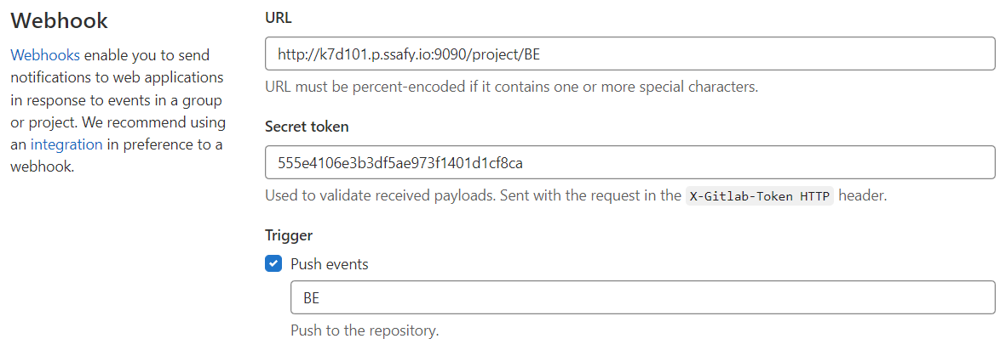 Webhook
Webhooks enable you to send
notifications to web applications
in response to events in a group
or project. We recommend using
an integration in preference to a
webhook.
URL
http://k7d101.p.ssafy.io:9090/project/BE
URL must be percent-encoded if it contains one or more special characters.
Secret token
555e4106e3b3df5ae973f1401d1cf8ca
Used to validate received payloads. Sent with the request in the X-Gitlab-Token HTTP header.
Trigger
Push events
BE
Push to the repository.